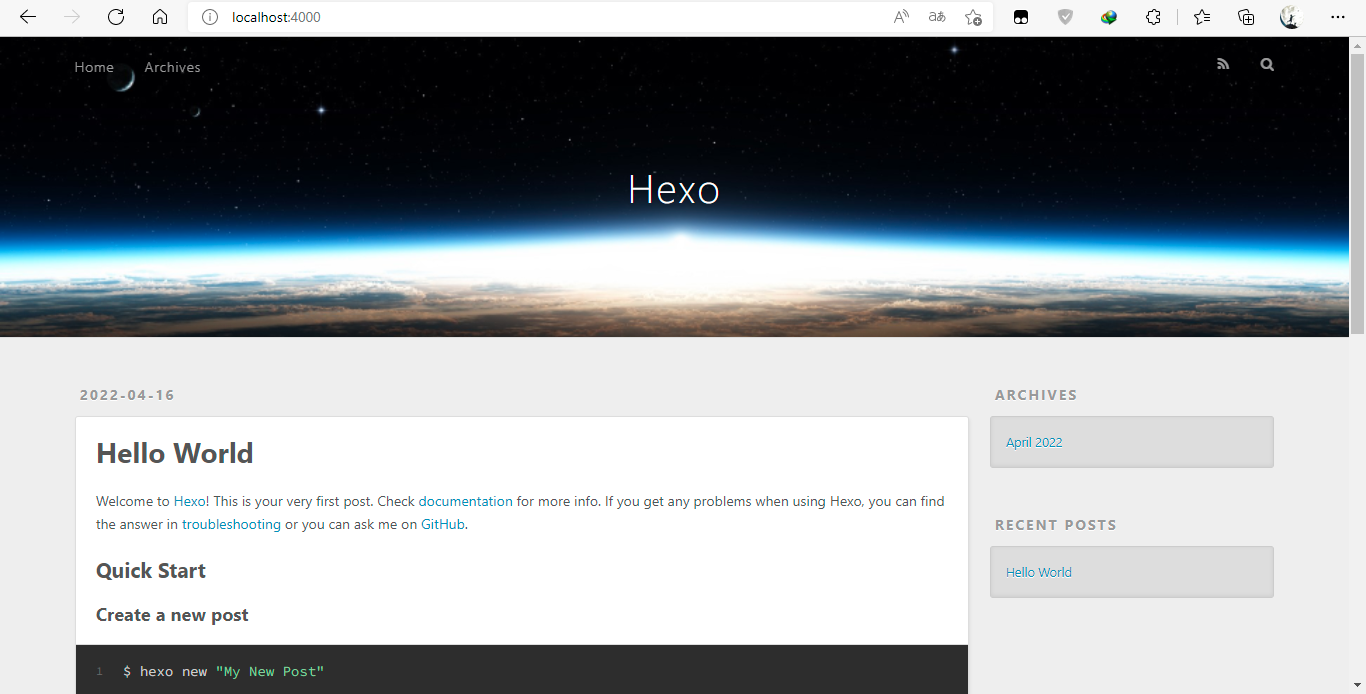 localhost:4000
Home Archives
Hexo
2022-04-16
Hello World
Welcome to Hexo! This is your very first post. Check documentation for more info. If you get any problems when using Hexo, you can find
the answer in troubleshooting or you can ask me on GitHub.
Quick Start
Create a new post
1 $ hexo new "My New Post"
ARCHIVES
April 2022
RECENT POSTS
Hello World